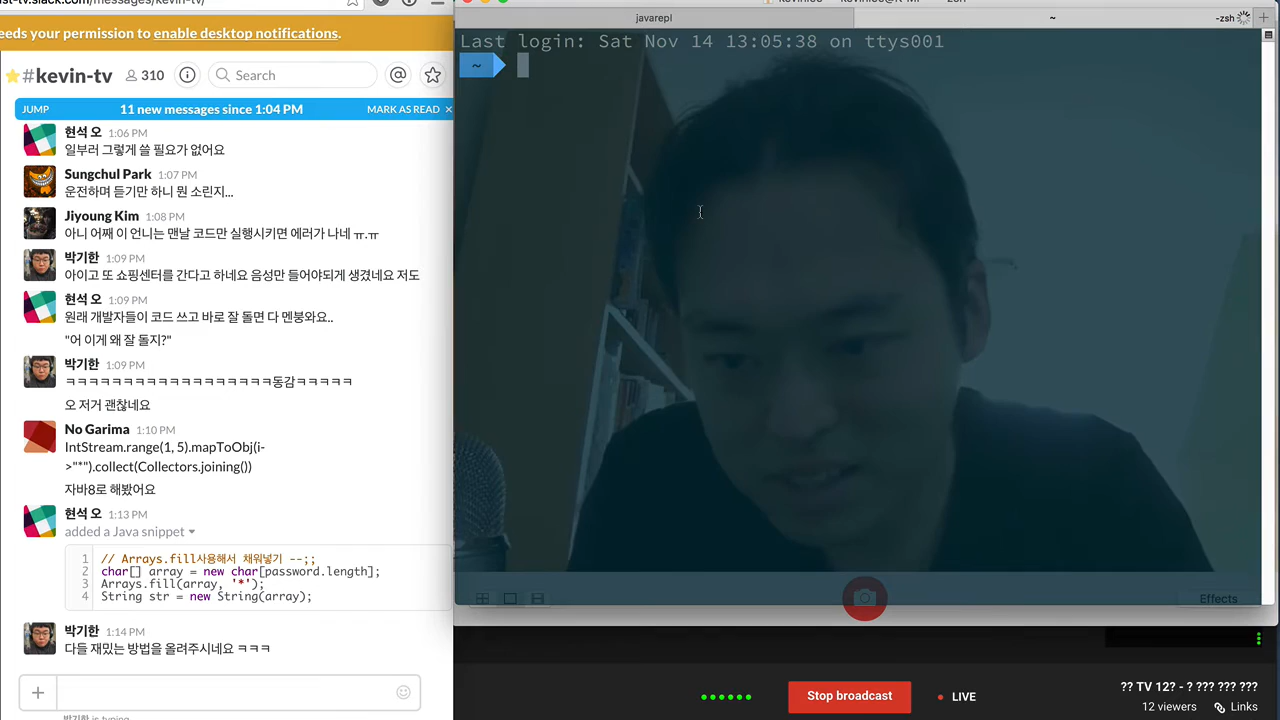 st-tv.slack.com/messages/kevin-tv/
eeds your permission to enable desktop notifications.
#kevin-tv 310 Search
JUMP 11 new messages since 1:04 PM MARK AS READ ×
현석 오 1:06 PM
일부러 그렇게 쓸 필요가 없어요
Sungchul Park 1:07 PM
운전하며 듣기만 하니 뭔 소린지...
Jiyoung Kim 1:08 PM
아니 어째 이 언니는 맨날 코드만 실행시키면 에러가 나네 ㅠ.ㅠ
박기한 1:09 PM
아이고 또 쇼핑센터를 간다고 하네요 음성만 들어야되게 생겼네요 저도
현석 오 1:09 PM
원래 개발자들이 코드 쓰고 바로 잘 돌면 다 멘붕와요..
"어 이게 왜 잘 돌지?"
박기한 1:09 PM
ㅋㅋㅋㅋㅋㅋㅋㅋㅋㅋㅋㅋㅋㅋㅋㅋㅋㅋ동감ㅋㅋㅋㅋㅋ
오 저거 괜찮네요
No Garima 1:10 PM
IntStream.range(1, 5).mapToObj(i-
>"*").collect(Collectors.joining())
자바8로 해봤어요
현석 오 1:13 PM
added a Java snippet
1 // Arrays.fill사용해서 채워넣기 --;;
2 char[] array = new char[password.length];
3 Arrays.fill(array, '*');
4 String str = new String(array);
박기한 1:14 PM
다들 재밌는 방법을 올려주시네요 ㅋㅋㅋ
박기한 is typing
javarepl ~ -zsh
Last login: Sat Nov 14 13:05:38 on ttys001
~
Effects
Stop broadcast
LIVE
?? TV 12? - ? ??? ??? ???
12 viewers Links